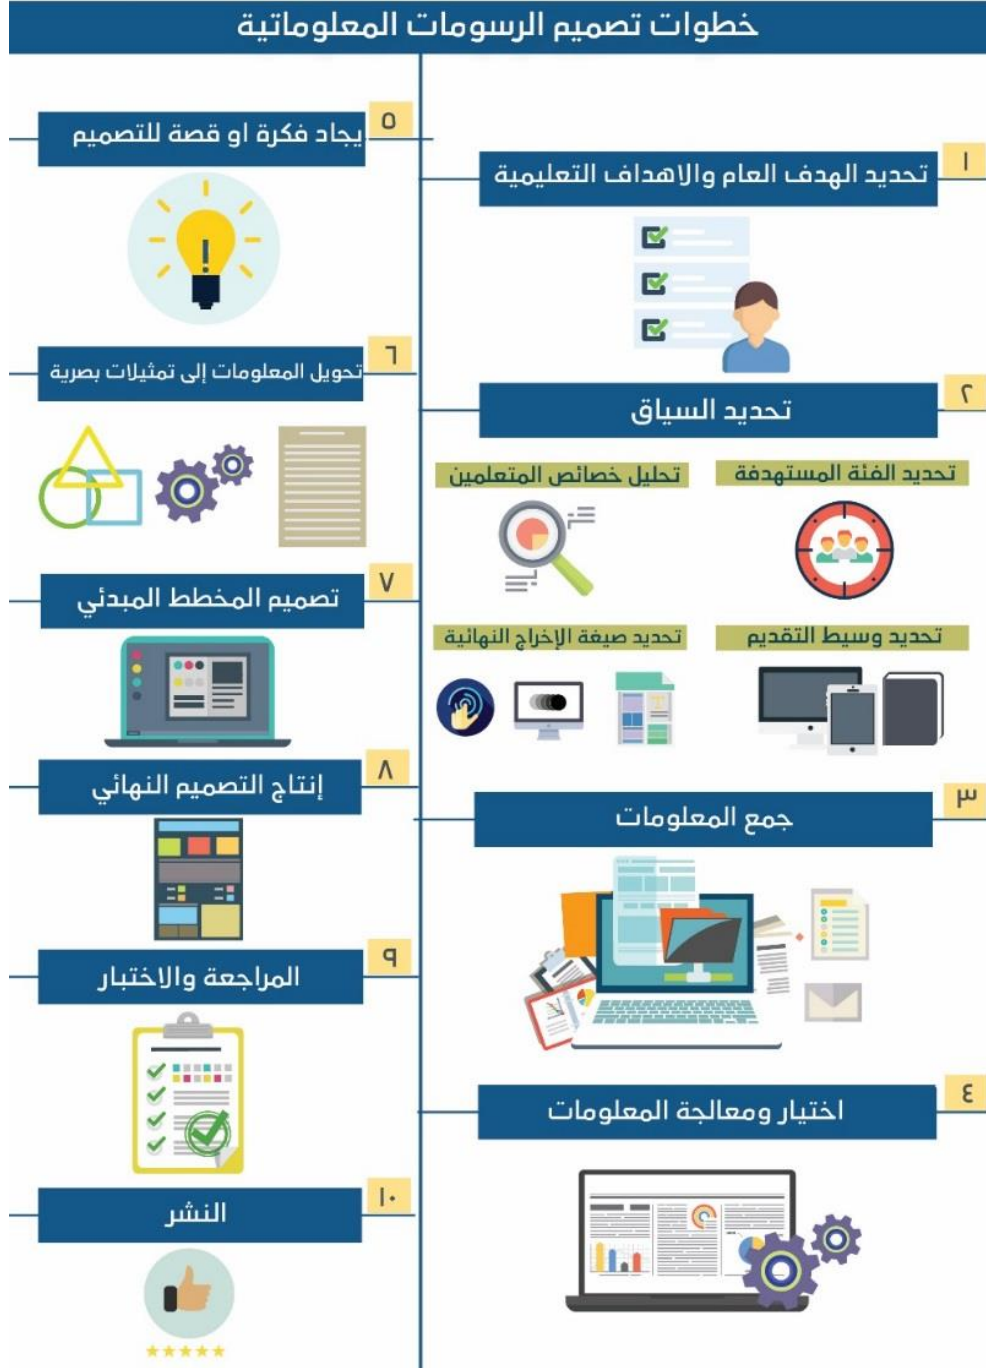 خطوات تصميم الرسومات المعلوماتية
١
تحديد الهدف العام والاهداف التعليمية
٢
تحديد السياق
تحديد الفئة المستهدفة
تحليل خصائص المتعلمين
تحديد وسيط التقديم
تحديد صيغة الإخراج النهائية
٣
جمع المعلومات
٤
اختيار ومعالجة المعلومات
٥
يجاد فكرة او قصة للتصميم
٦
تحويل المعلومات إلى تمثيلات بصرية
٧
تصميم المخطط المبدئي
٨
إنتاج التصميم النهائي
٩
المراجعة والاختبار
١٠
النشر